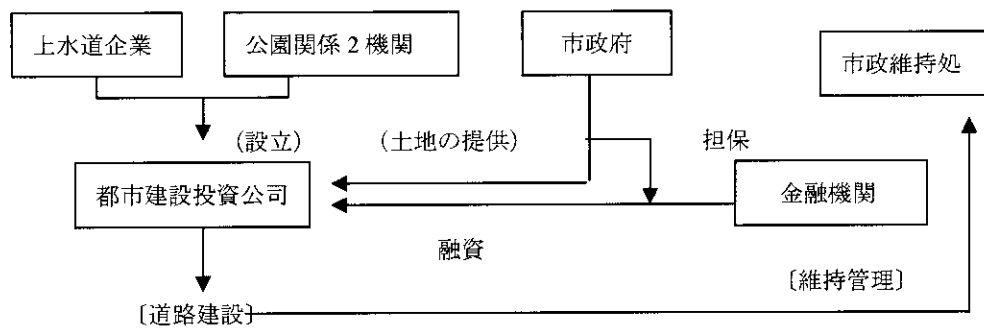 上水道企業
公園関係2機関
市政府
市政維持処
(設立)
(土地の提供)
担保
都市建設投資公司
金融機関
融資
〔維持管理〕
〔道路建設〕